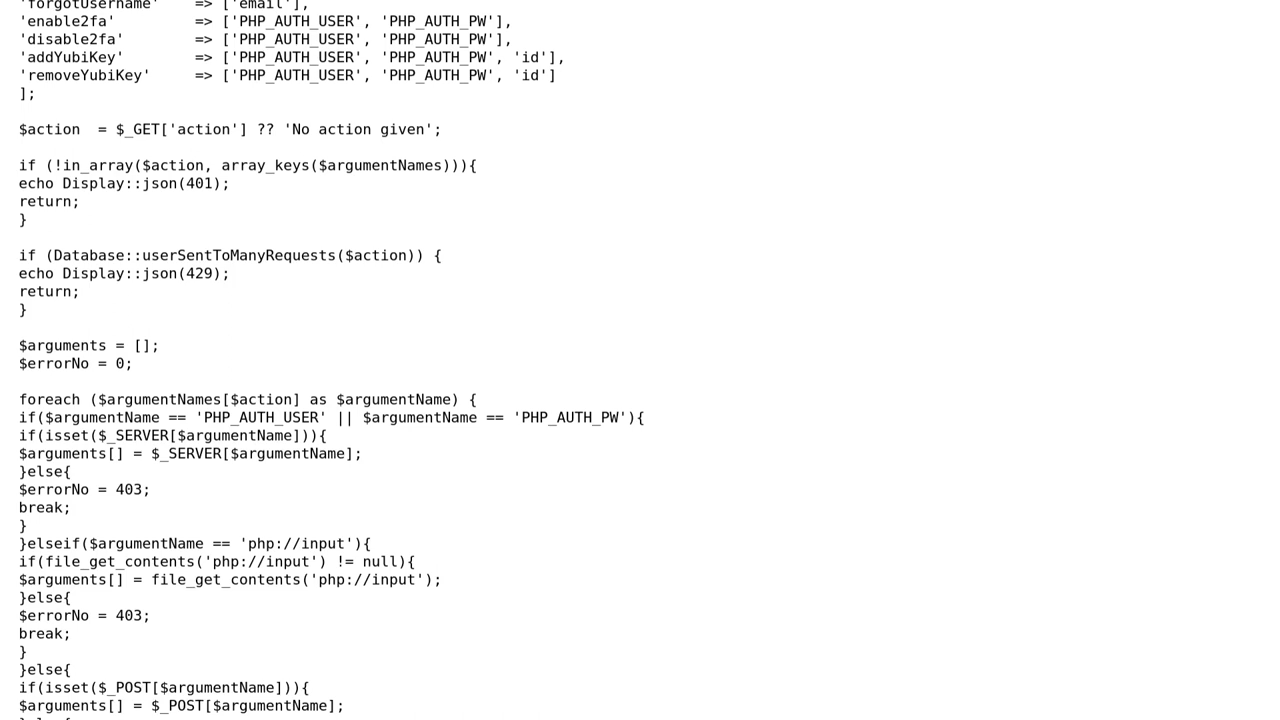 'forgotUsername'    => ['email'],
'enable2fa'         => ['PHP_AUTH_USER', 'PHP_AUTH_PW'],
'disable2fa'        => ['PHP_AUTH_USER', 'PHP_AUTH_PW'],
'addYubiKey'        => ['PHP_AUTH_USER', 'PHP_AUTH_PW', 'id'],
'removeYubiKey'     => ['PHP_AUTH_USER', 'PHP_AUTH_PW', 'id']
];

$action  = $_GET['action'] ?? 'No action given';

if (!in_array($action, array_keys($argumentNames))){
echo Display::json(401);
return;
}

if (Database::userSentToManyRequests($action)) {
echo Display::json(429);
return;
}

$arguments = [];
$errorNo = 0;

foreach ($argumentNames[$action] as $argumentName) {
if($argumentName == 'PHP_AUTH_USER' || $argumentName == 'PHP_AUTH_PW'){
if(isset($_SERVER[$argumentName])){
$arguments[] = $_SERVER[$argumentName];
}else{
$errorNo = 403;
break;
}
}elseif($argumentName == 'php://input'){
if(file_get_contents('php://input') != null){
$arguments[] = file_get_contents('php://input');
}else{
$errorNo = 403;
break;
}
}else{
if(isset($_POST[$argumentName])){
$arguments[] = $_POST[$argumentName];